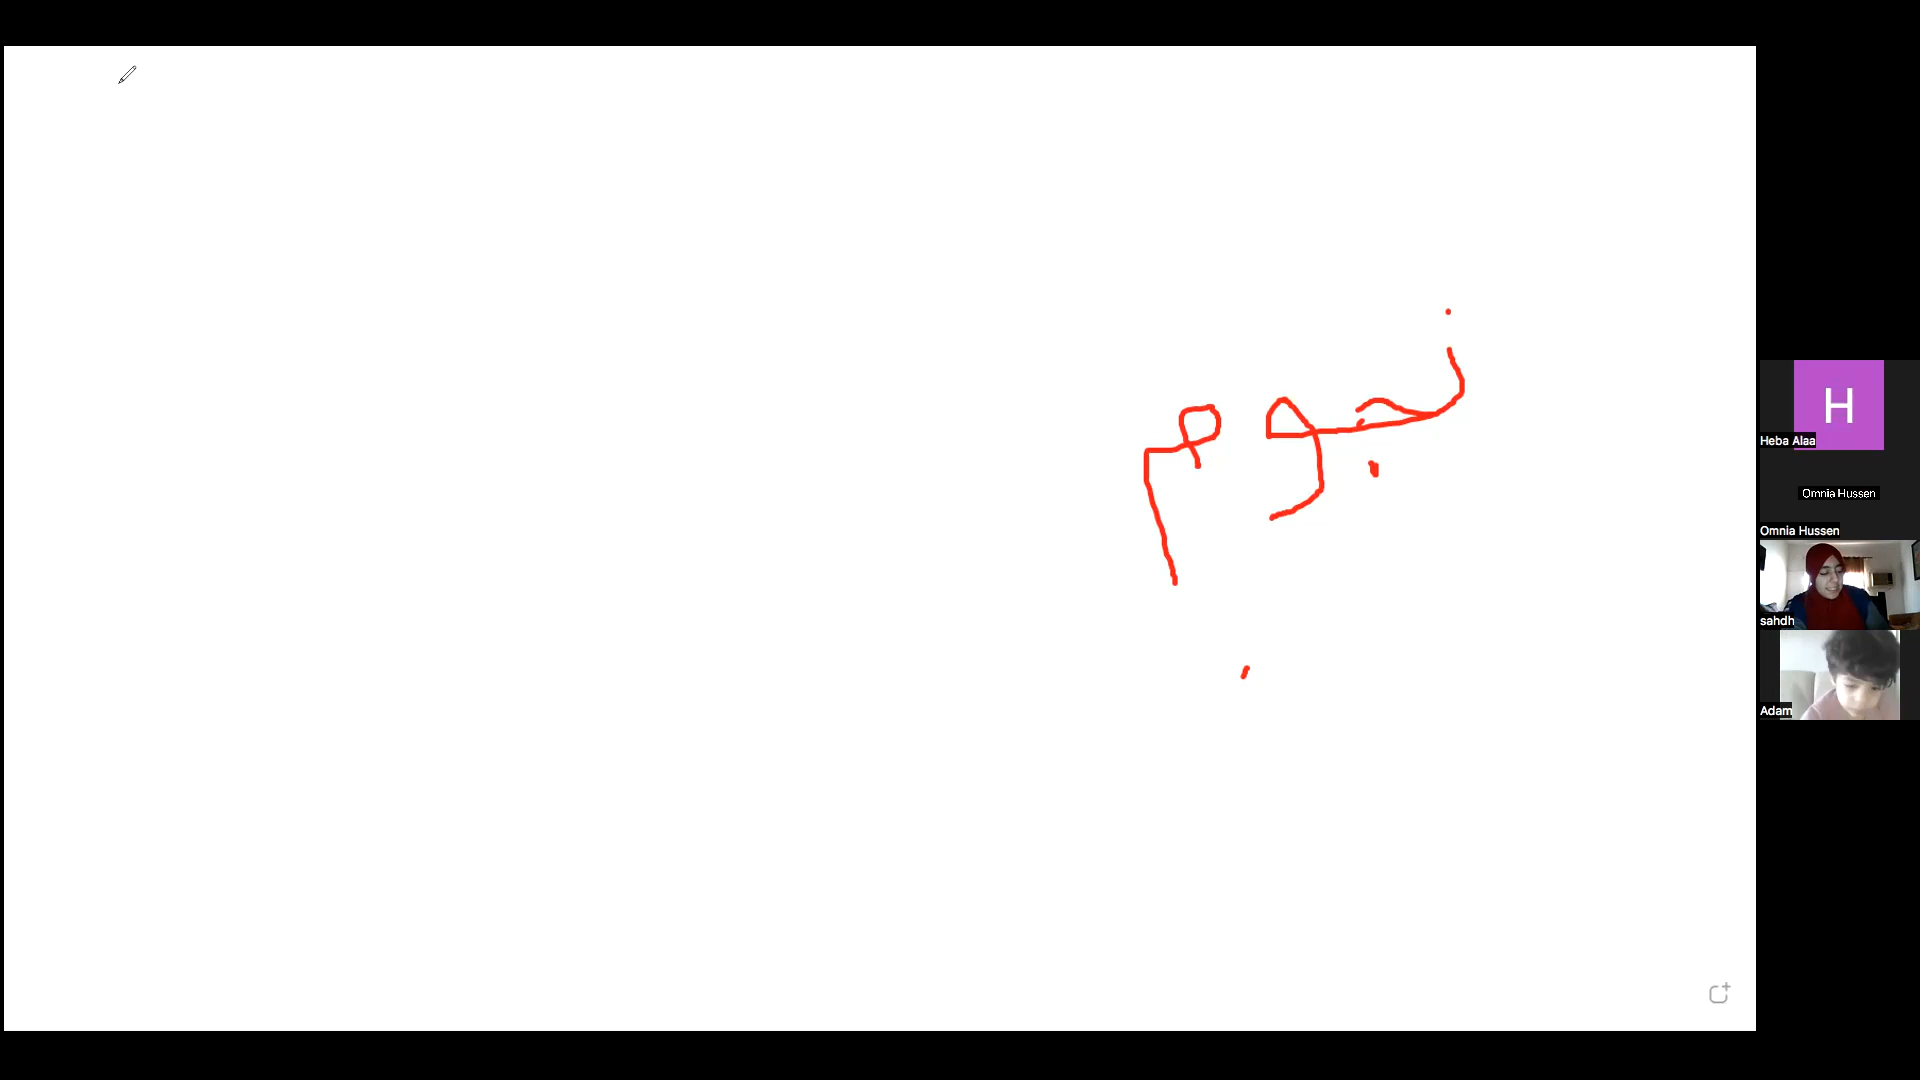 نجوم
H
Heba Alaa
Omnia Hussen
Omnia Hussen
sahdh
Adam